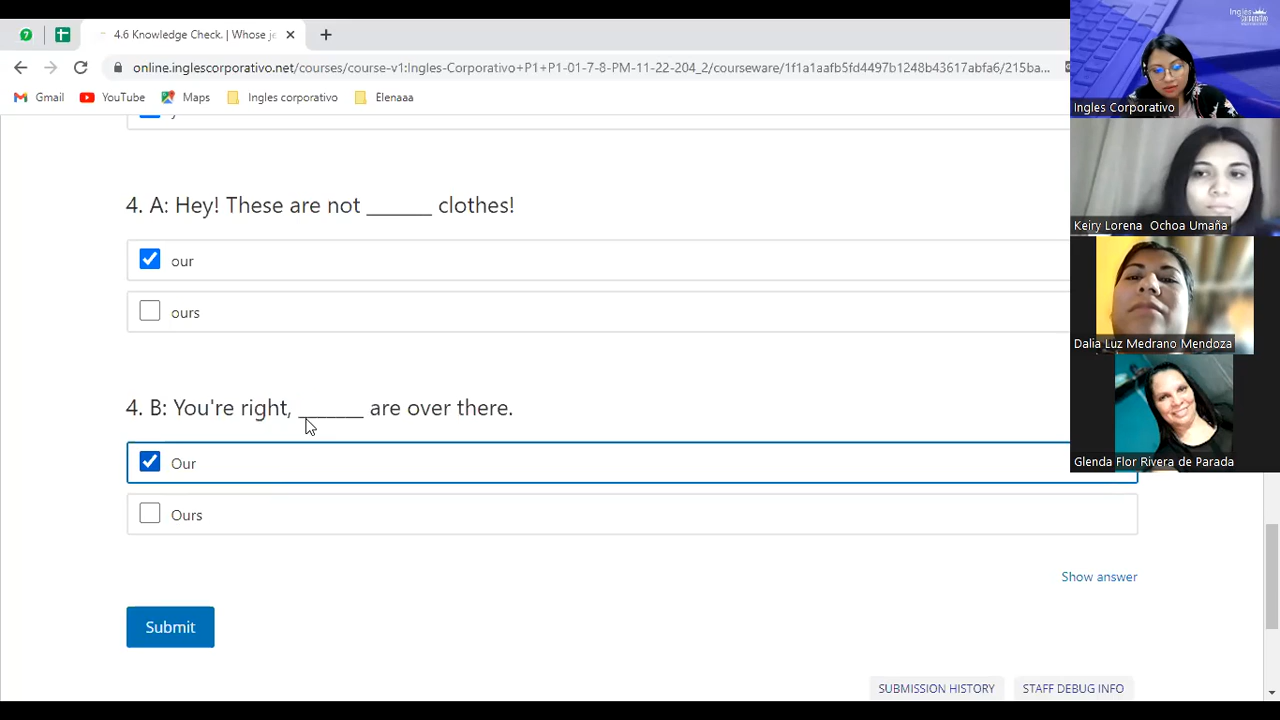 4.6 Knowledge Check. | Whose je
online.inglescorporativo.net/courses/course-v1:Ingles-Corporativo+P1+P1-01-7-8-PM-11-22-204_2/courseware/1f1a1aafb5fd4497b1248b43617abfa6/215ba...
Gmail YouTube Maps Ingles corporativo Elenaaa
4. A: Hey! These are not ______ clothes!
our
ours
4. B: You're right, ______ are over there.
Our
Ours
Show answer
Submit
SUBMISSION HISTORY STAFF DEBUG INFO
Ingles Corporativo
Keiry Lorena Ochoa Umaña
Dalia Luz Medrano Mendoza
Glenda Flor Rivera de Parada